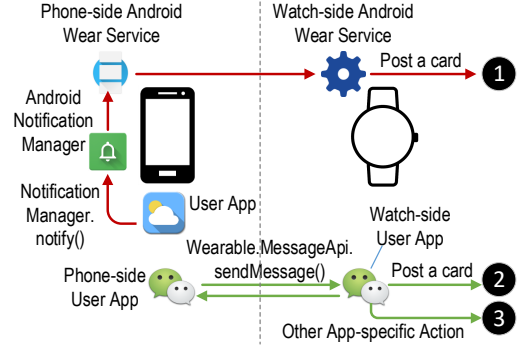 Phone-side Android
Wear Service
Watch-side Android
Wear Service
Post a card
1
Android
Notification
Manager
Notification
Manager.
notify()
User App
Watch-side
User App
Wearable.MessageApi.
sendMessage()
Phone-side
User App
Post a card
2
3
Other App-specific Action